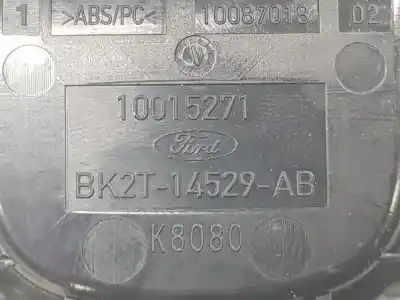 1 >ABS/PC< 10087018 02
10015271
Ford
BK2T-14529-AB
K8080